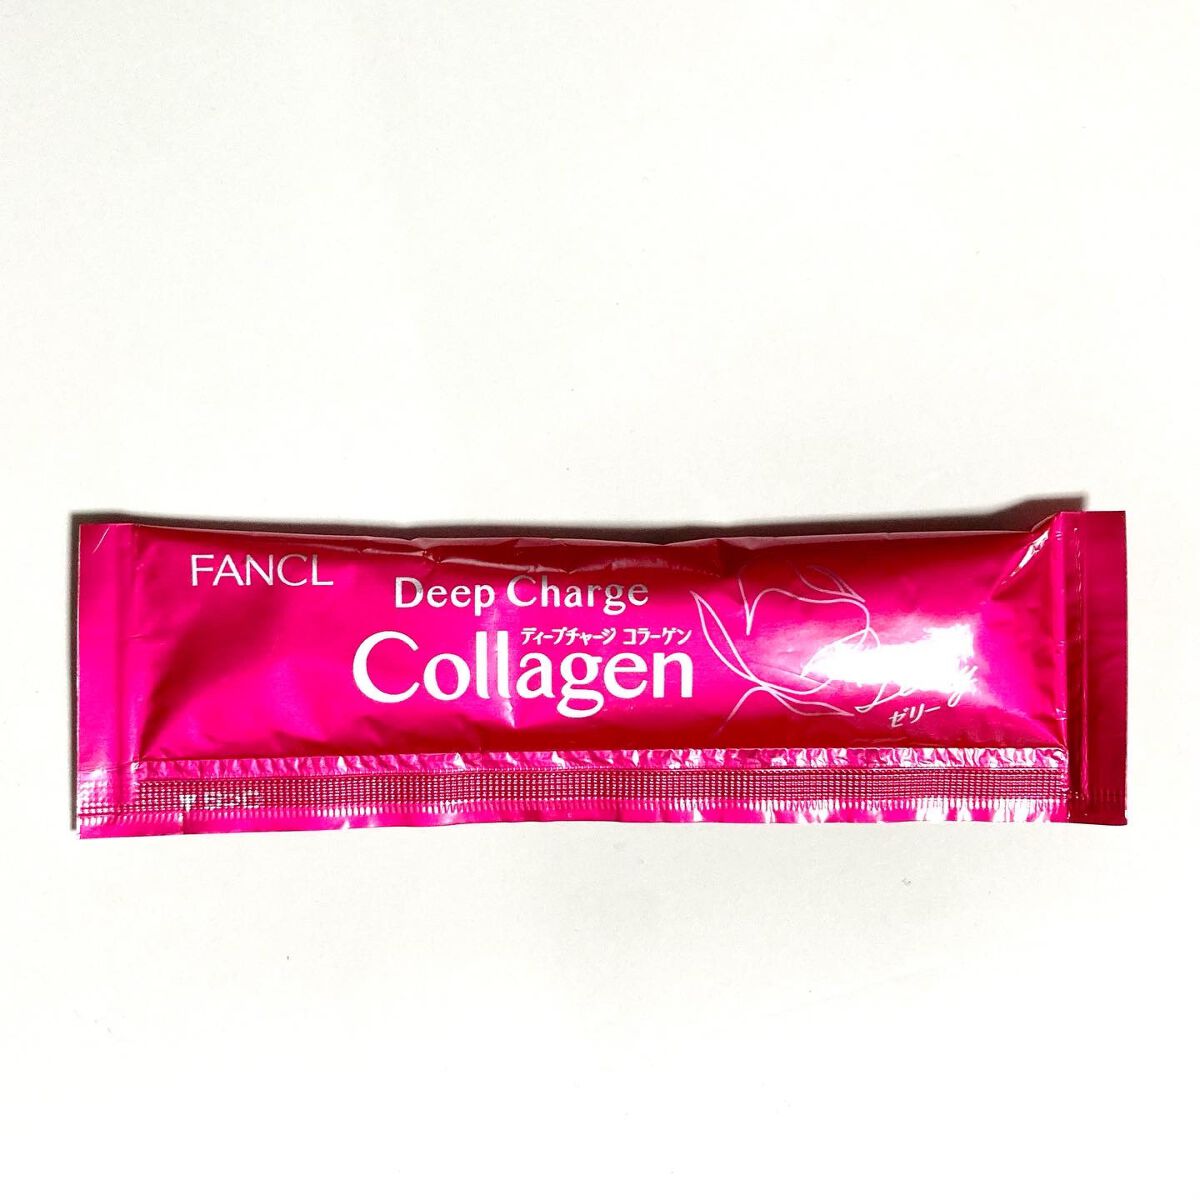 FANCL
Deep Charge
ディープチャージ コラーゲン
Collagen
Jelly
ゼリー